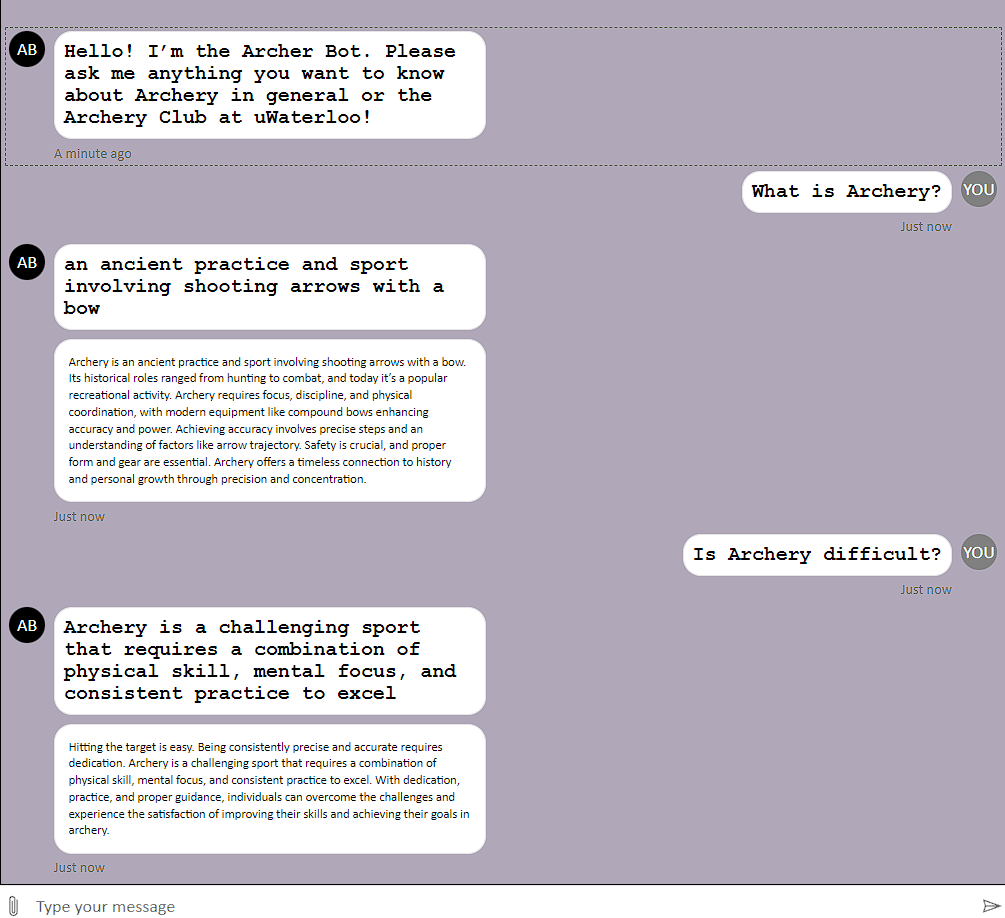 AB
Hello! I’m the Archer Bot. Please
ask me anything you want to know
about Archery in general or the
Archery Club at uWaterloo!
A minute ago
What is Archery?
YOU
Just now
AB
an ancient practice and sport
involving shooting arrows with a
bow
Archery is an ancient practice and sport involving shooting arrows with a bow.
Its historical roles ranged from hunting to combat, and today it’s a popular
recreational activity. Archery requires focus, discipline, and physical
coordination, with modern equipment like compound bows enhancing
accuracy and power. Achieving accuracy involves precise steps and an
understanding of factors like arrow trajectory. Safety is crucial, and proper
form and gear are essential. Archery offers a timeless connection to history
and personal growth through precision and concentration.
Just now
Is Archery difficult?
YOU
Just now
AB
Archery is a challenging sport
that requires a combination of
physical skill, mental focus, and
consistent practice to excel
Hitting the target is easy. Being consistently precise and accurate requires
dedication. Archery is a challenging sport that requires a combination of
physical skill, mental focus, and consistent practice to excel. With dedication,
practice, and proper guidance, individuals can overcome the challenges and
experience the satisfaction of improving their skills and achieving their goals in
archery.
Just now
Type your message